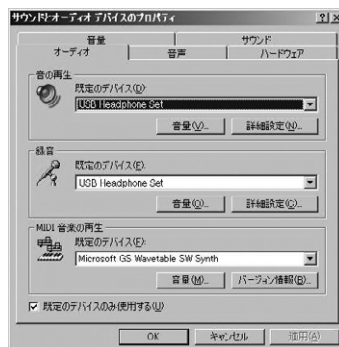 サウンドとオーディオ デバイスのプロパティ
音量 サウンド
オーディオ 音声 ハードウェア
音の再生
既定のデバイス(D):
USB Headphone Set
音量(V)... 詳細設定(N)...
録音
既定のデバイス(E):
USB Headphone Set
音量(O)... 詳細設定(C)...
MIDI 音楽の再生
既定のデバイス(F):
Microsoft GS Wavetable SW Synth
音量(M)... バージョン情報(B)...
既定のデバイスのみ使用する(U)
OK キャンセル 適用(A)